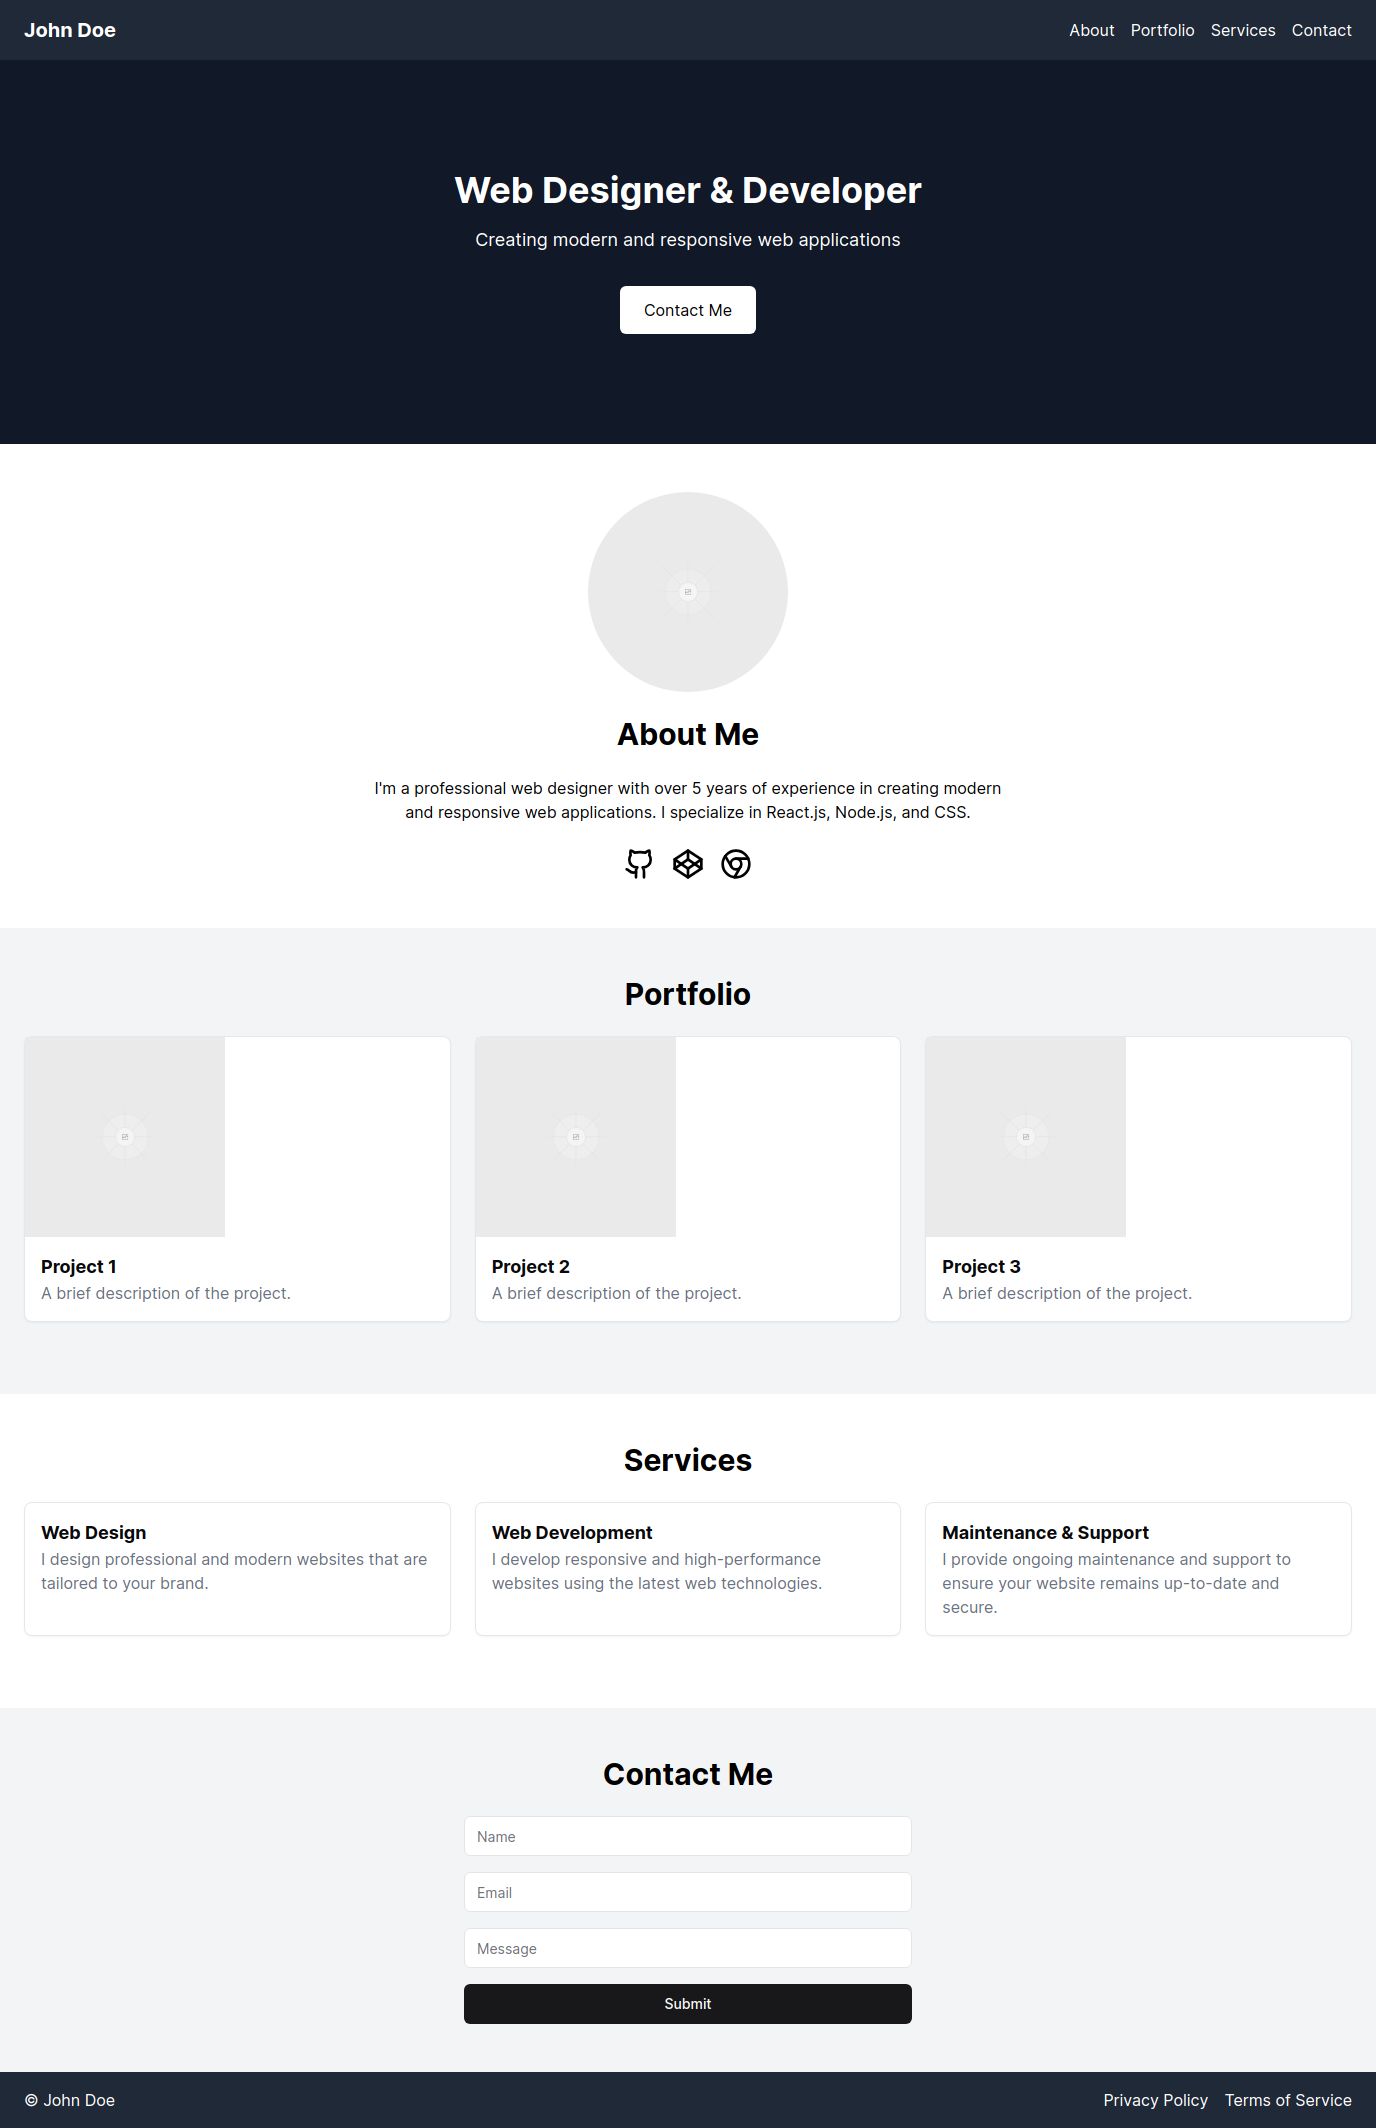 John Doe
About Portfolio Services Contact
Web Designer & Developer
Creating modern and responsive web applications
Contact Me
About Me
I'm a professional web designer with over 5 years of experience in creating modern
and responsive web applications. I specialize in React.js, Node.js, and CSS.
Portfolio
Project 1
A brief description of the project.
Project 2
A brief description of the project.
Project 3
A brief description of the project.
Services
Web Design
I design professional and modern websites that are
tailored to your brand.
Web Development
I develop responsive and high-performance
websites using the latest web technologies.
Maintenance & Support
I provide ongoing maintenance and support to
ensure your website remains up-to-date and
secure.
Contact Me
Name
Email
Message
Submit
© John Doe
Privacy Policy Terms of Service